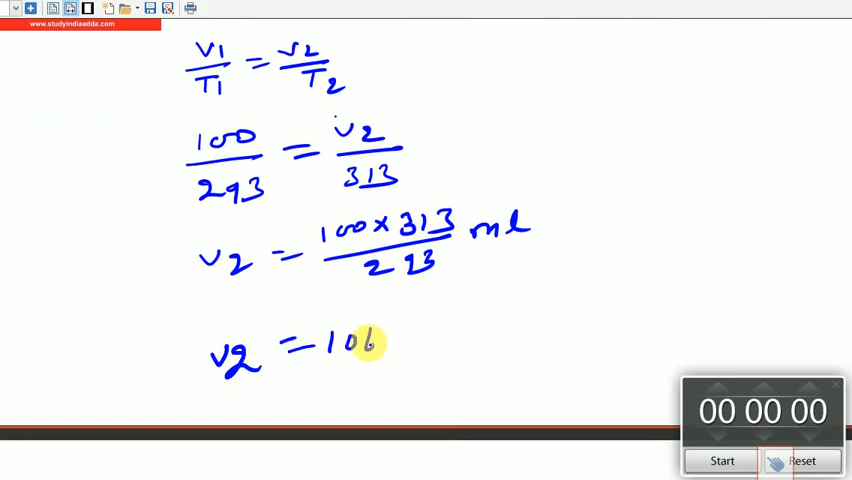 www.studyindiaadda.com
V1/T1 = V2/T2
100/293 = V2/313
V2 = 100×313/293 ml
V2 = 106
00 00 00
Start Reset